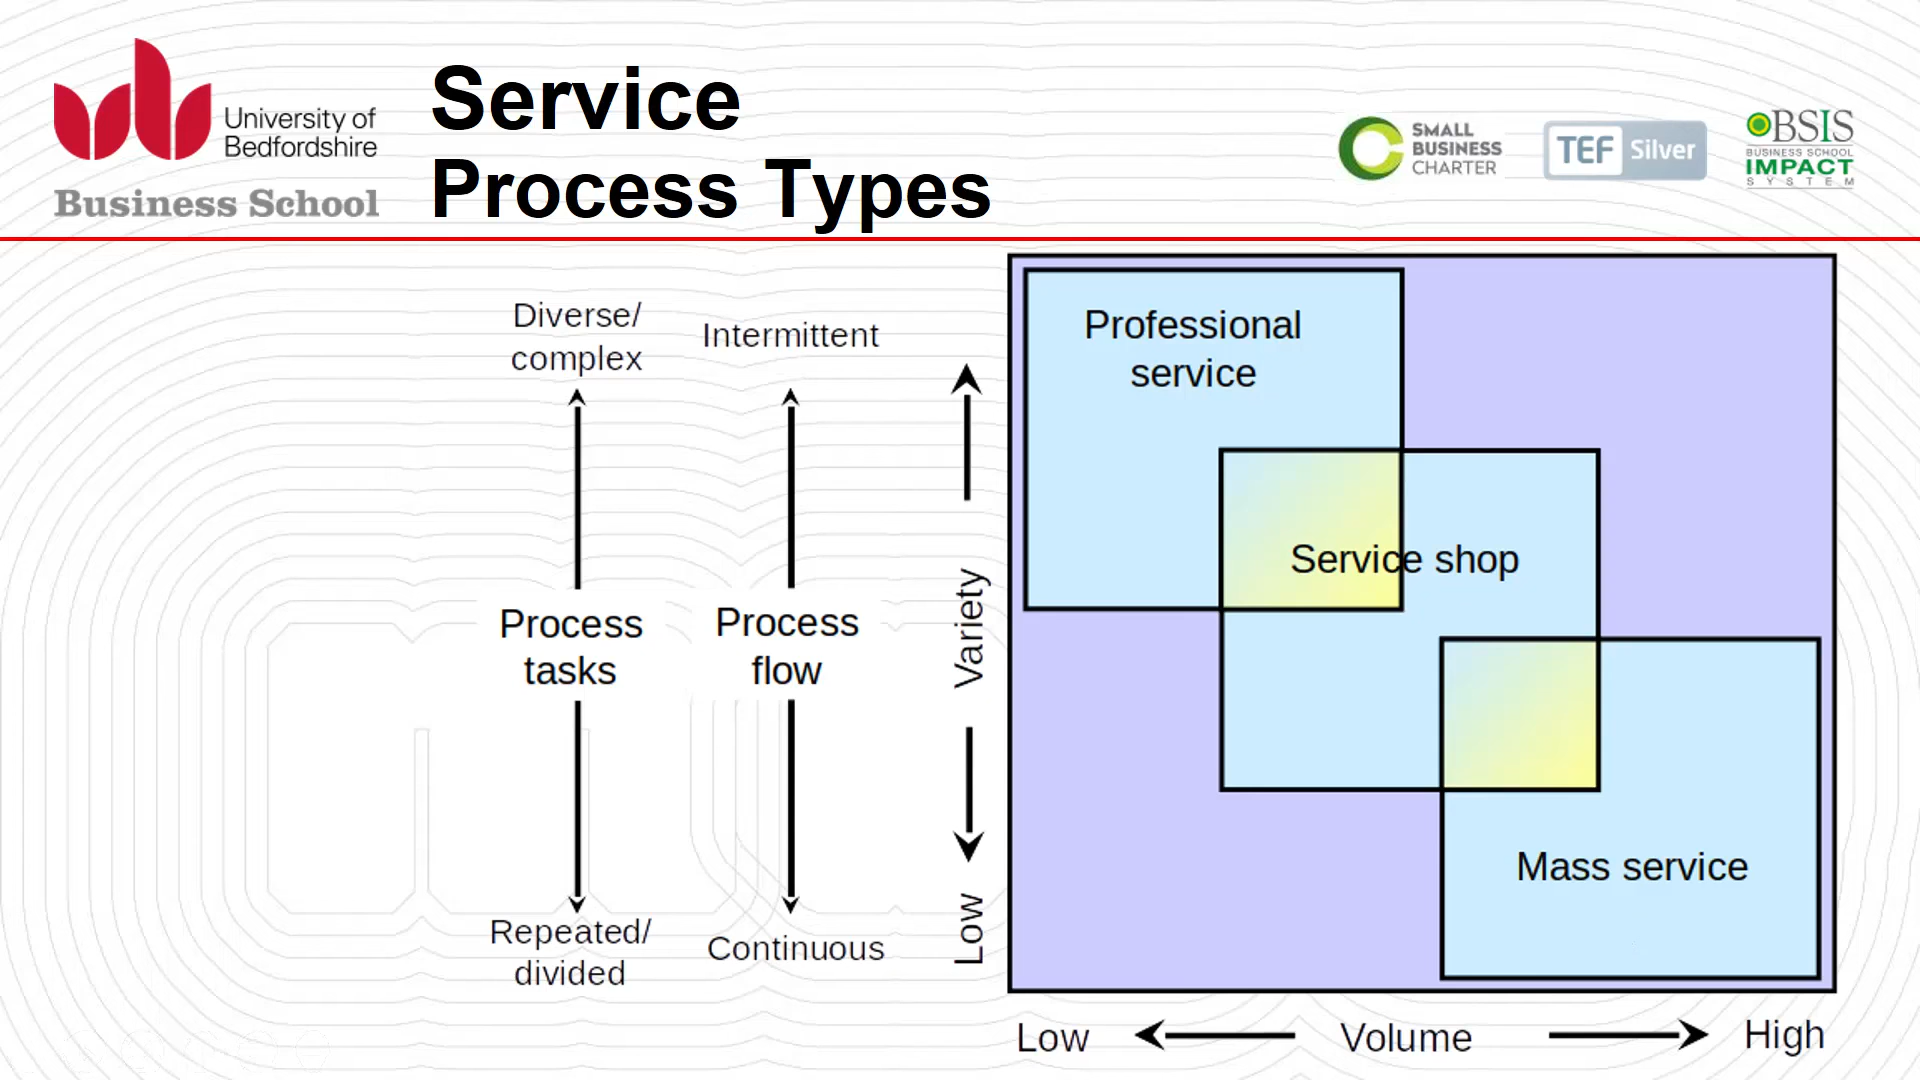 University of
Bedfordshire
Business School
Service
Process Types
SMALL
BUSINESS
CHARTER
TEF Silver
BSIS
BUSINESS SCHOOL
IMPACT
SYSTEM
Diverse/
complex
Intermittent
Process
tasks
Process
flow
Repeated/
divided
Continuous
Variety
Low
Professional
service
Service shop
Mass service
Low
Volume
High